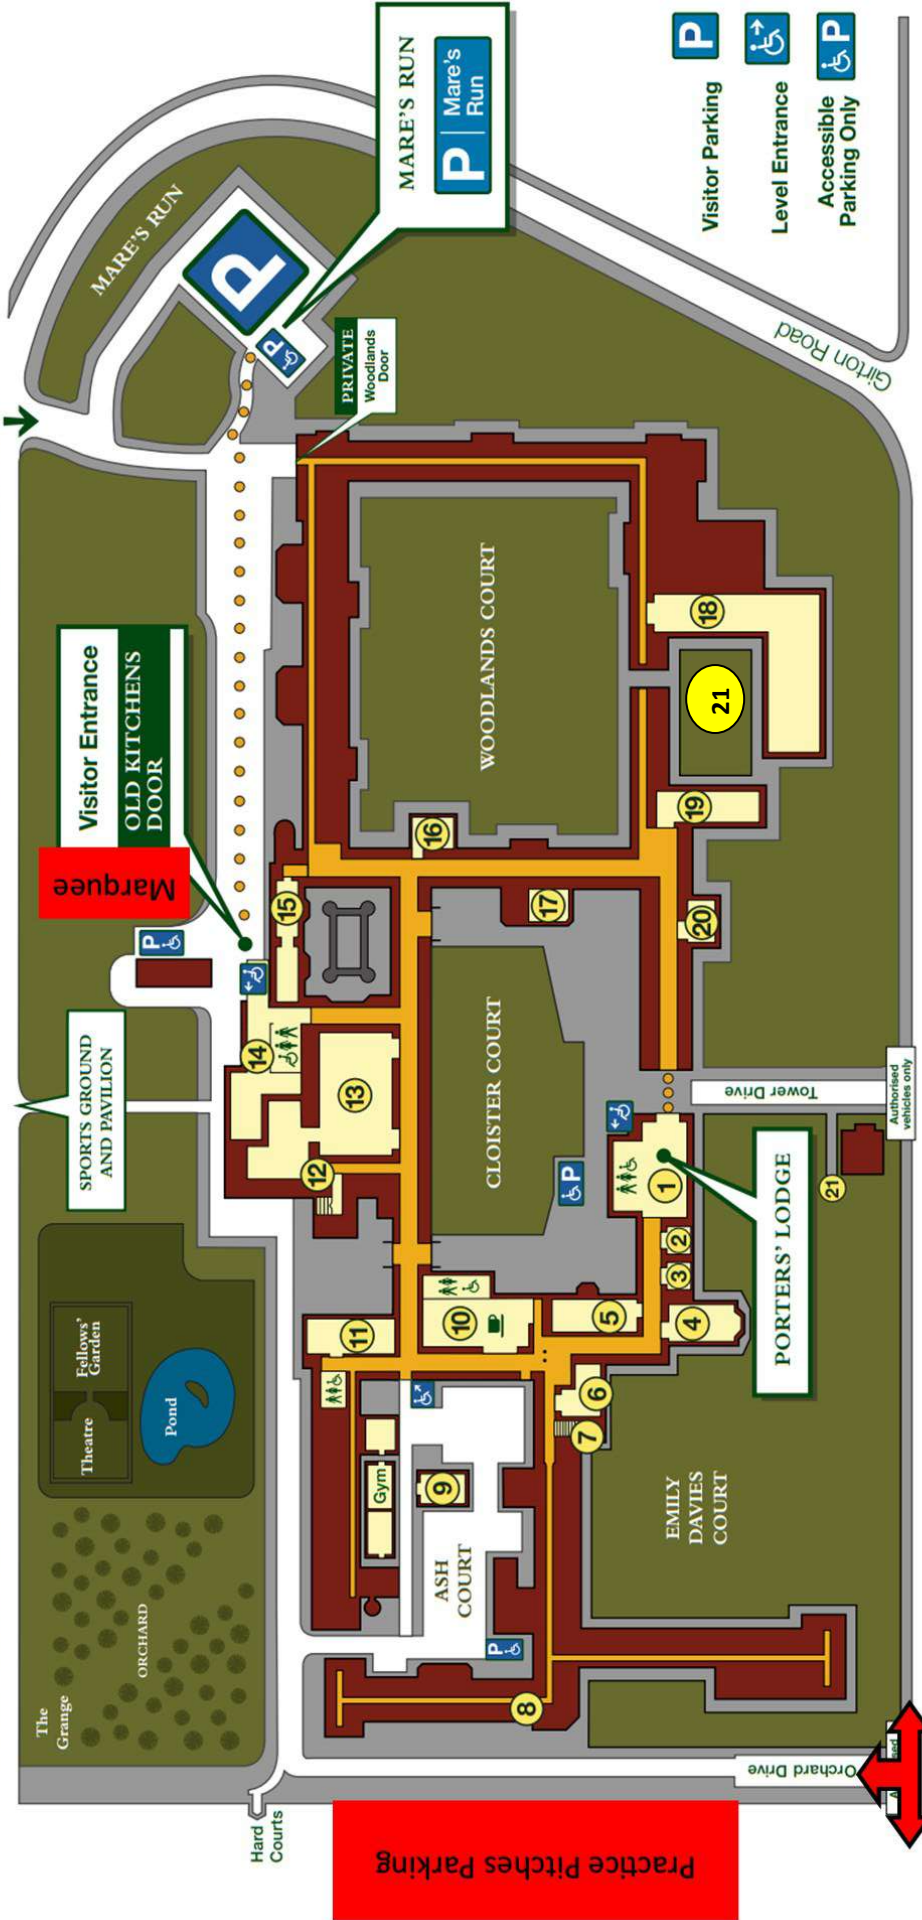 MARE'S RUN
P
P
MARE'S RUN
P | Mare's
Run
P
Visitor Parking
Level Entrance
P
Accessible
Parking Only
Girton Road
PRIVATE
Woodlands
Door
Visitor Entrance
OLD KITCHENS
DOOR
Marquee
P
SPORTS GROUND
AND PAVILION
WOODLANDS COURT
CLOISTER COURT
P
Tower Drive
Authorised
vehicles only
PORTERS' LODGE
Fellows'
Garden
Theatre
Pond
ORCHARD
The
Grange
Gym
ASH
COURT
P
EMILY
DAVIES
COURT
Hard
Courts
Orchard Drive
Practice Pitches Parking
1
2
3
4
5
6
7
8
9
10
11
12
13
14
15
16
17
18
19
20
21
21